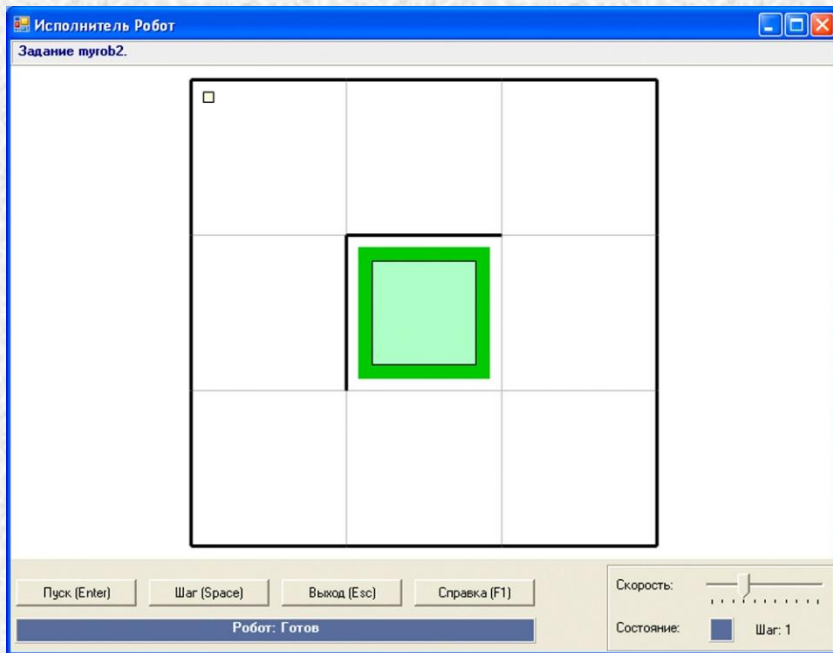 Исполнитель Робот
Задание myrob2.
Пуск (Enter)
Шаг (Space)
Выход (Esc)
Справка (F1)
Скорость:
Робот: Готов
Состояние:
Шаг: 1